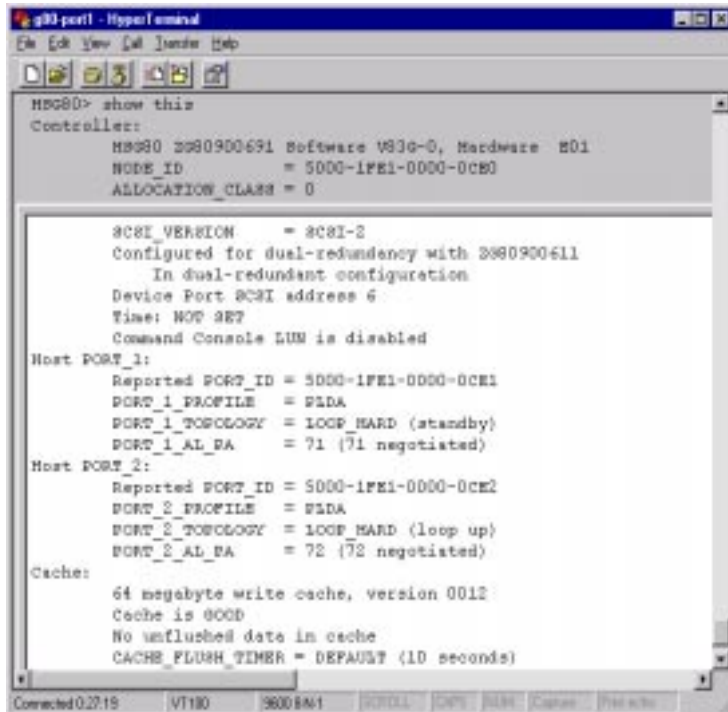 g80-port1 - HyperTerminal
File Edit View Call Transfer Help
HSG80> show this
Controller:
HSG80 ZG80900691 Software V83G-0, Hardware E01
NODE_ID = 5000-1FE1-0000-0CE0
ALLOCATION_CLASS = 0
SCSI_VERSION = SCSI-2
Configured for dual-redundancy with ZG80900611
In dual-redundant configuration
Device Port SCSI address 6
Time: NOT SET
Command Console LUN is disabled
Host PORT_1:
Reported PORT_ID = 5000-1FE1-0000-0CE1
PORT_1_PROFILE = PLDA
PORT_1_TOPOLOGY = LOOP_HARD (standby)
PORT_1_AL_PA = 71 (71 negotiated)
Host PORT_2:
Reported PORT_ID = 5000-1FE1-0000-0CE2
PORT_2_PROFILE = PLDA
PORT_2_TOPOLOGY = LOOP_HARD (loop up)
PORT_2_AL_PA = 72 (72 negotiated)
Cache:
64 megabyte write cache, version 0012
Cache is GOOD
No unflushed data in cache
CACHE_FLUSH_TIMER = DEFAULT (10 seconds)
Connected 0:27:19 VT100 9600 8-N-1 SCROLL CAPS NUM Capture Print echo